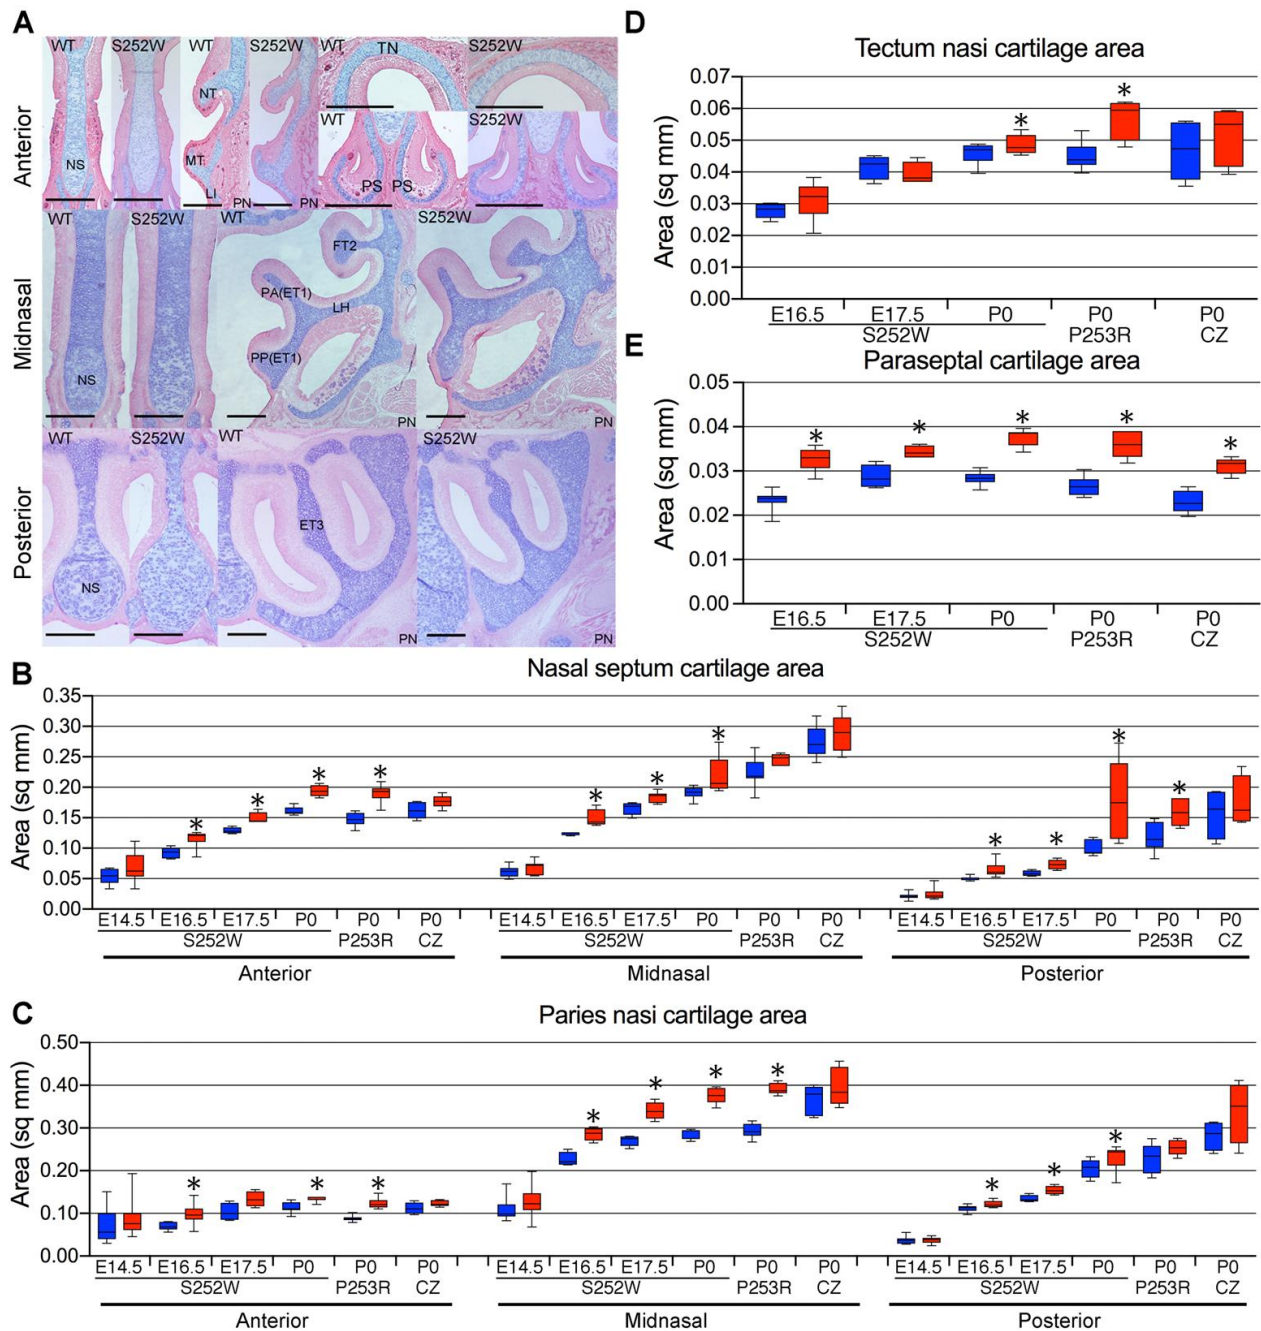 A
WT S252W WT S252W WT TN S252W
NT
WT S252W
NS MT LI PN PN PS PS
Anterior
WT S252W WT S252W
FT2
PA(ET1)
LH
PP(ET1)
NS
PN PN
Midnasal
WT S252W WT S252W
ET3
NS
PN PN
Posterior
D
Tectum nasi cartilage area
Area (sq mm)
0.07
0.06
0.05
0.04
0.03
0.02
0.01
0.00
* *
E16.5 E17.5 P0 P0 P0
S252W P253R CZ
E
Paraseptal cartilage area
Area (sq mm)
0.05
0.04
0.03
0.02
0.01
0.00
* * * * *
E16.5 E17.5 P0 P0 P0
S252W P253R CZ
B
Nasal septum cartilage area
Area (sq mm)
0.35
0.30
0.25
0.20
0.15
0.10
0.05
0.00
* * * * * * * * * * *
E14.5 E16.5 E17.5 P0 P0 P0 E14.5 E16.5 E17.5 P0 P0 P0 E14.5 E16.5 E17.5 P0 P0 P0
S252W P253R CZ S252W P253R CZ S252W P253R CZ
Anterior Midnasal Posterior
C
Paries nasi cartilage area
Area (sq mm)
0.50
0.40
0.30
0.20
0.10
0.00
* * * * * * * * * *
E14.5 E16.5 E17.5 P0 P0 P0 E14.5 E16.5 E17.5 P0 P0 P0 E14.5 E16.5 E17.5 P0 P0 P0
S252W P253R CZ S252W P253R CZ S252W P253R CZ
Anterior Midnasal Posterior